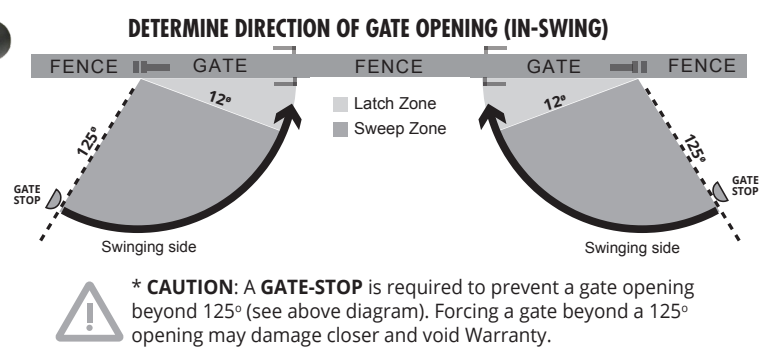 DETERMINE DIRECTION OF GATE OPENING (IN-SWING)
FENCE GATE FENCE GATE FENCE
12º
12º
Latch Zone
Sweep Zone
125º
125º
GATE
STOP
GATE
STOP
Swinging side
Swinging side
* CAUTION: A GATE-STOP is required to prevent a gate opening
beyond 125º (see above diagram). Forcing a gate beyond a 125º
opening may damage closer and void Warranty.